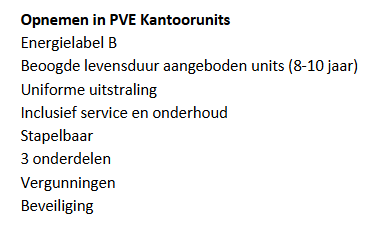 Opnemen in PVE Kantoorunits
Energielabel B
Beoogde levensduur aangeboden units (8-10 jaar)
Uniforme uitstraling
Inclusief service en onderhoud
Stapelbaar
3 onderdelen
Vergunningen
Beveiliging